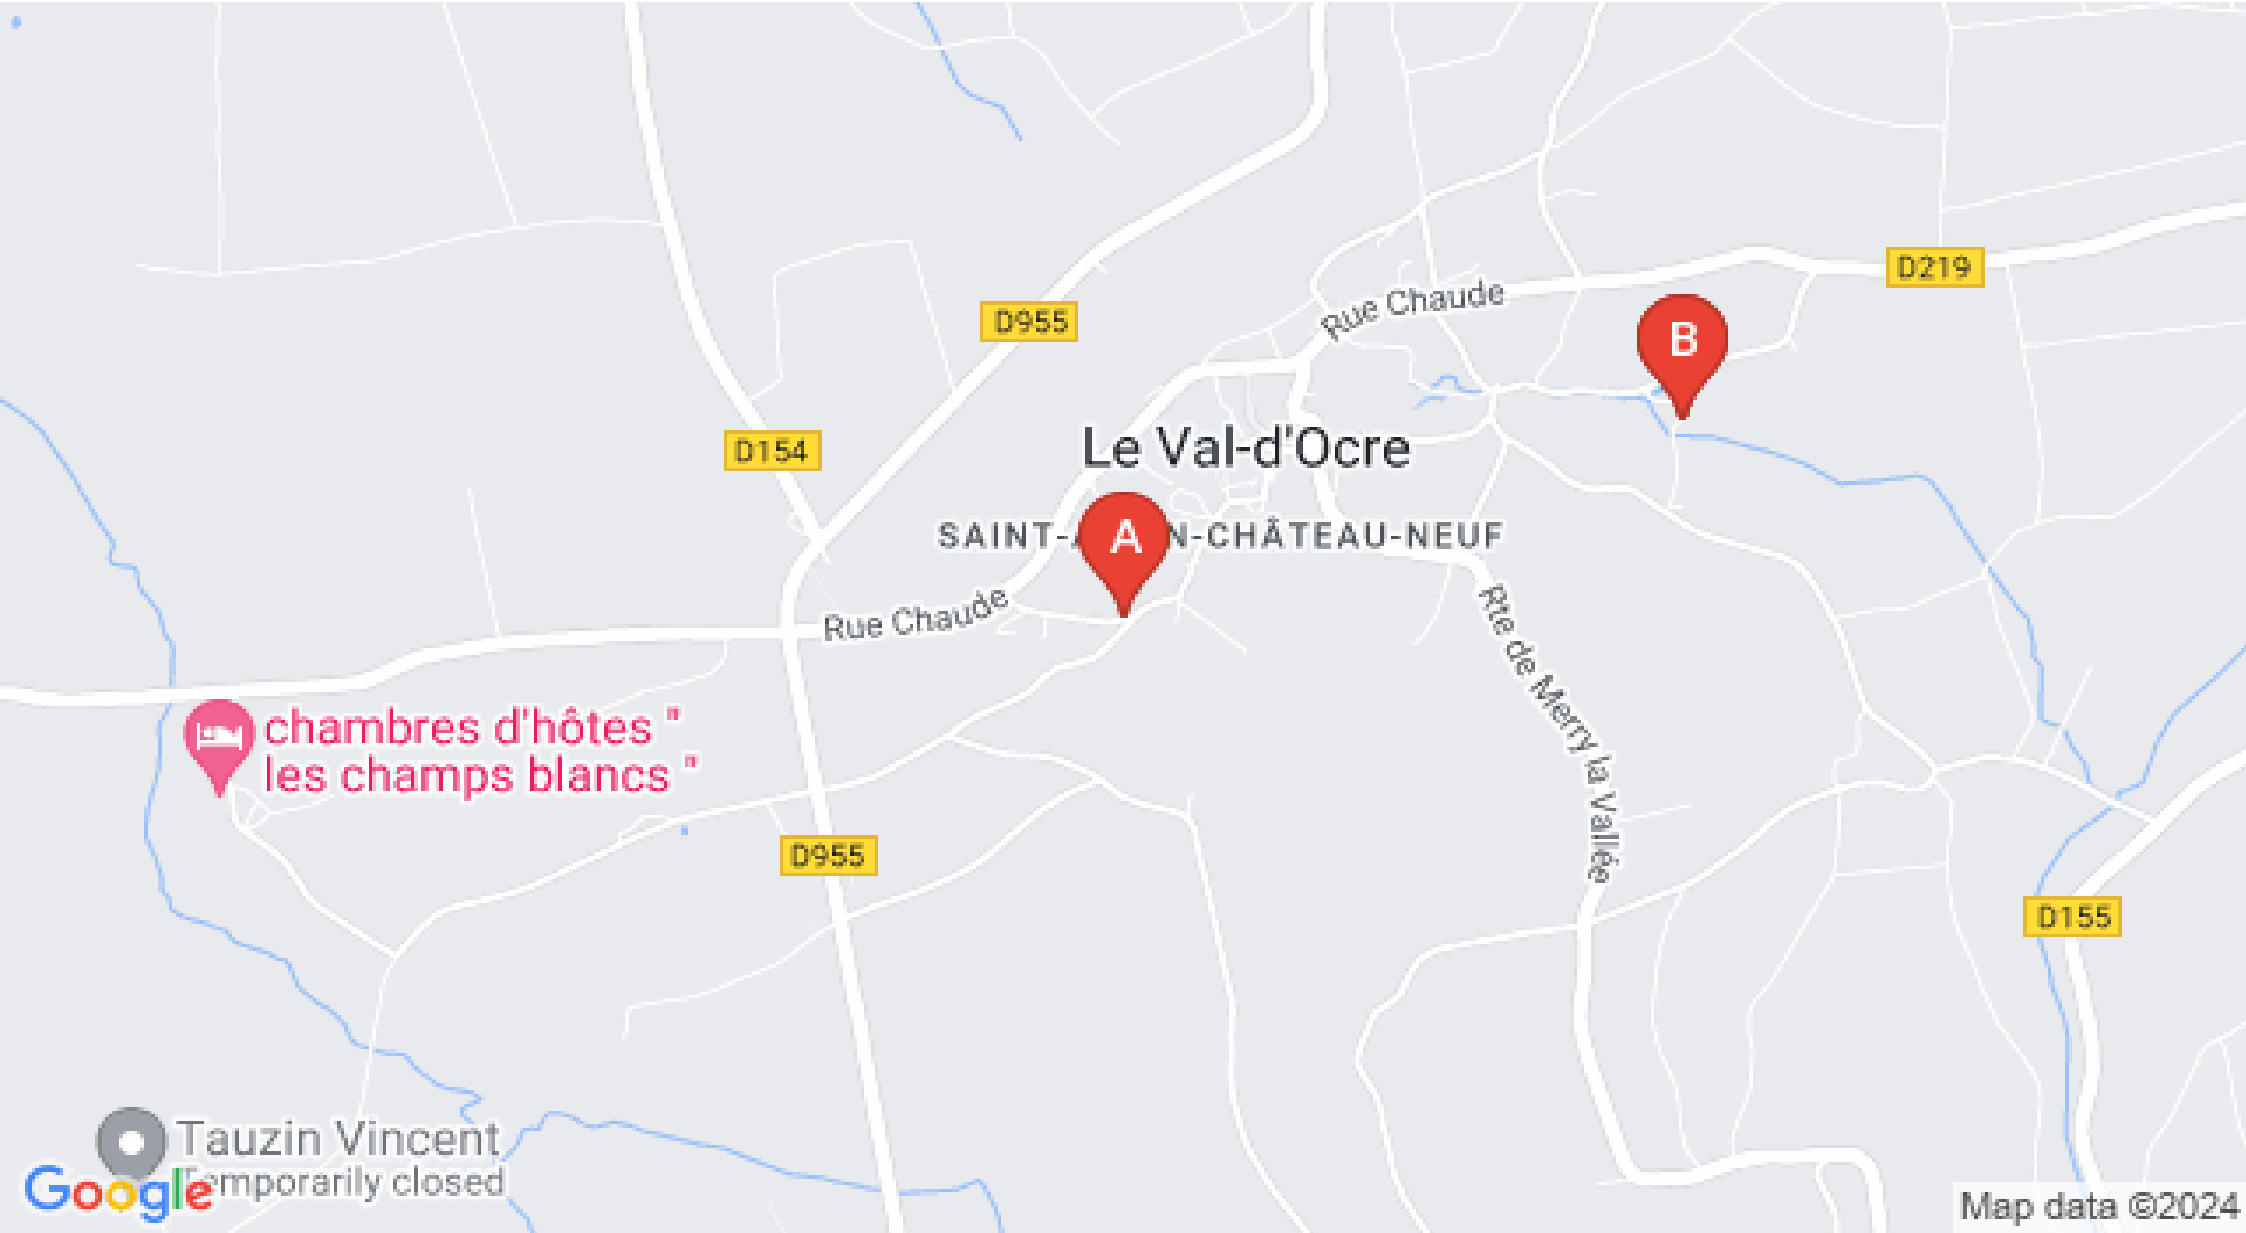 D219
Rue Chaude
D955
B
Le Val-d'Ocre
D154
SAINT-
N-CHÂTEAU-NEUF
A
Rue Chaude
Rte de Merry la Vallée
chambres d'hôtes "
les champs blancs "
D955
D155
Tauzin Vincent
Temporarily closed
Google
Map data ©2024